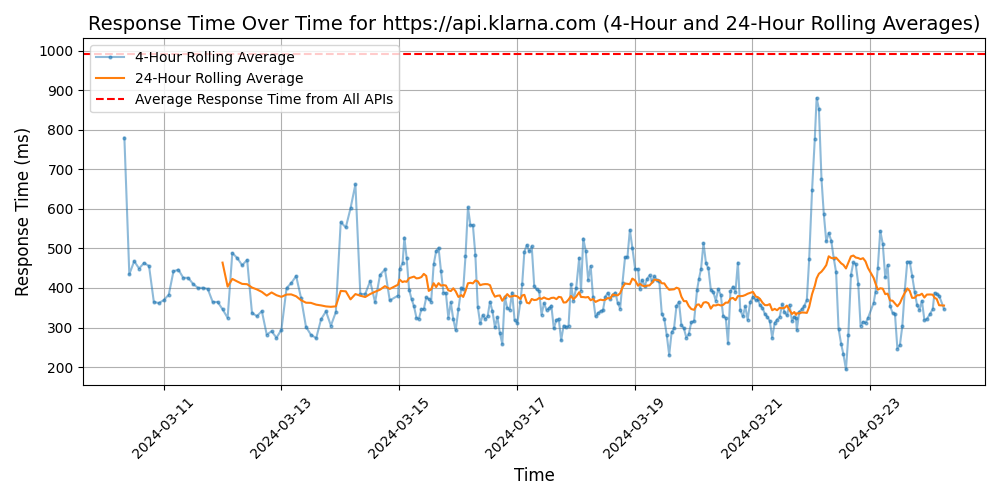 Response Time Over Time for https://api.klarna.com (4-Hour and 24-Hour Rolling Averages)
4-Hour Rolling Average
24-Hour Rolling Average
Average Response Time from All APIs
Response Time (ms)
1000
900
800
700
600
500
400
300
200
2024-03-11
2024-03-13
2024-03-15
2024-03-17
2024-03-19
2024-03-21
2024-03-23
Time